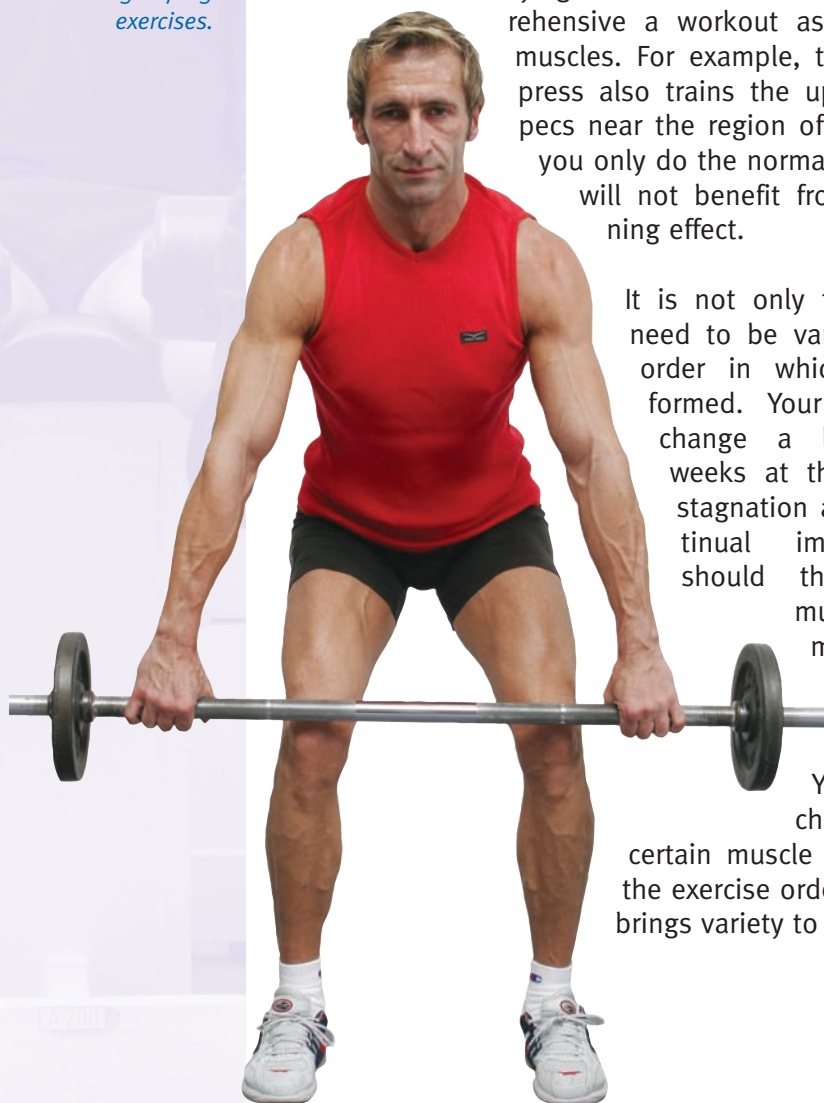 exercises.
rehensive a workout as
muscles. For example, t
press also trains the up
pecs near the region of
you only do the norma
will not benefit fro
ning effect.
It is not only
need to be var
order in whic
formed. Your
change a
weeks at th
stagnation a
tinual im
should th
mu
m
Y
ch
certain muscle
the exercise orde
brings variety to
A 200